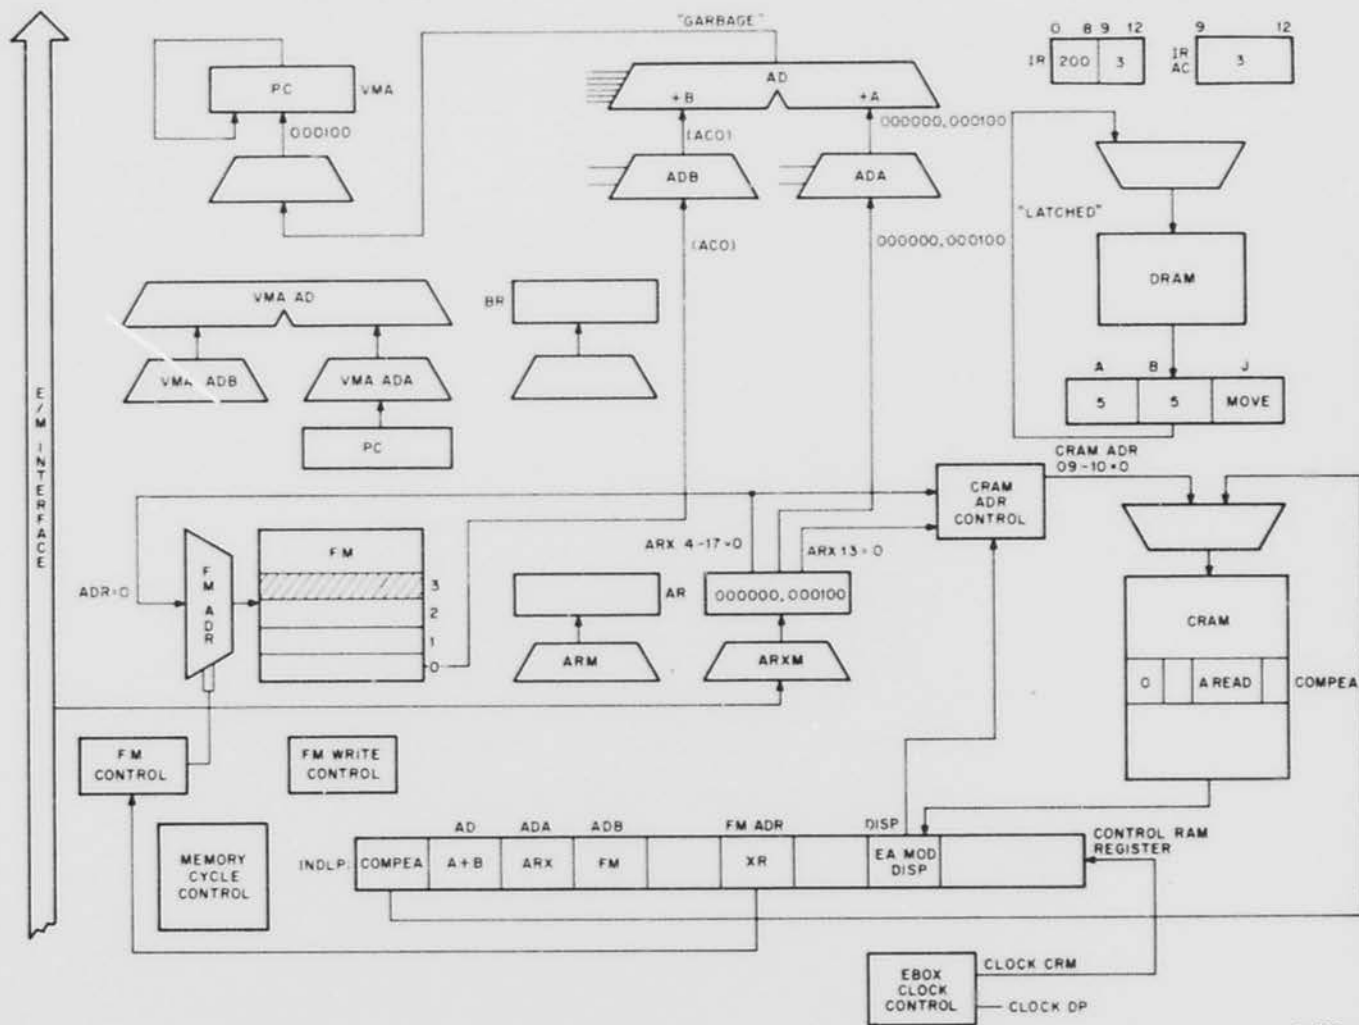 "GARBAGE"
0 8 9 12
IR 200 3
9 12
IR AC 3
PC VMA
000100
AD
+B +A
(AC0)
000000,000100
ADB
ADA
"LATCHED"
(AC0)
000000,000100
DRAM
VMA AD
BR
VMA ADB
VMA ADA
PC
A B J
5 5 MOVE
CRAM ADR
09-10=0
E/M INTERFACE
CRAM
ADR
CONTROL
ARX 4-17=0
ARX 13=0
FM ADR
FM
ADR=0
3
2
1
0
AR
000000,000100
ARM
ARXM
CRAM
0 A READ
COMPEA
FM
CONTROL
FM WRITE
CONTROL
MEMORY
CYCLE
CONTROL
AD ADA ADB FM ADR DISP
INDLP: COMPEA A+B ARX FM XR EA MOD DISP
CONTROL RAM
REGISTER
EBOX
CLOCK
CONTROL
CLOCK CRM
CLOCK DP